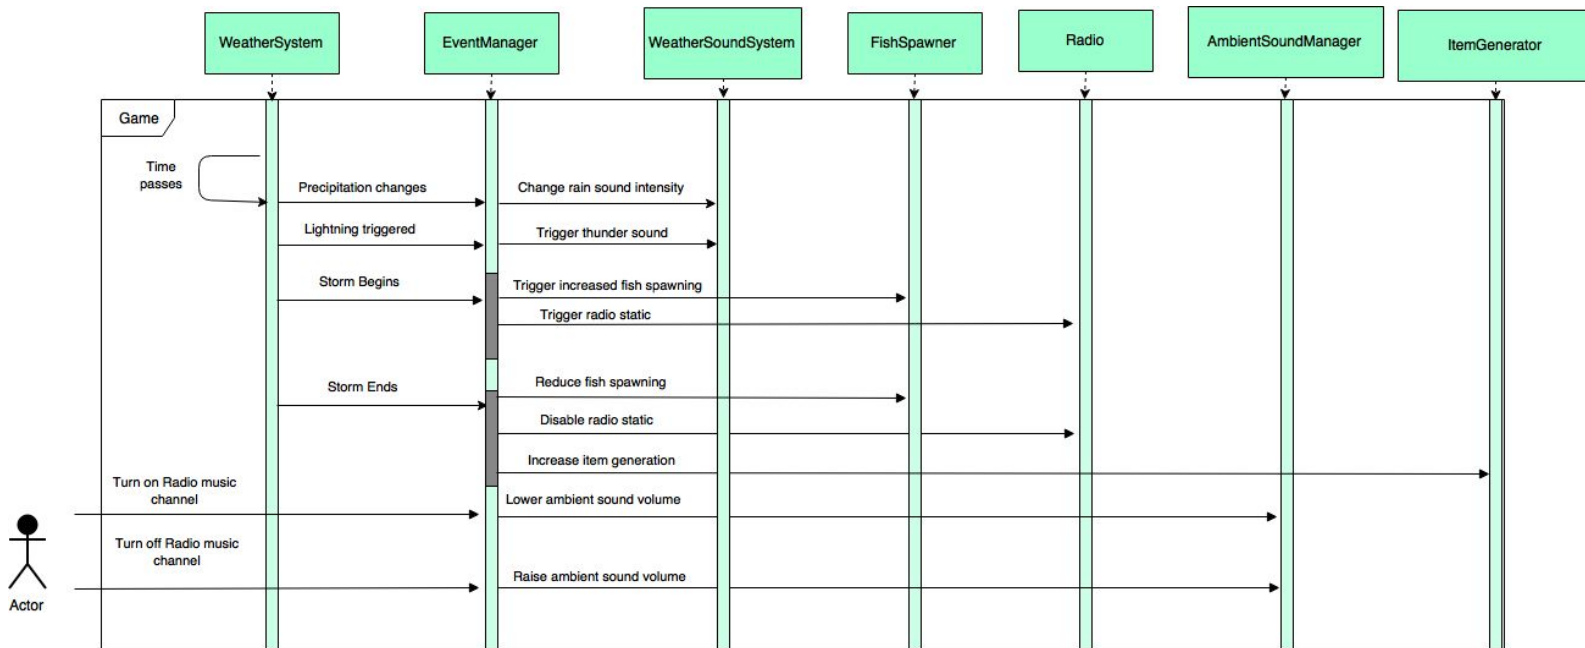 WeatherSystem
EventManager
WeatherSoundSystem
FishSpawner
Radio
AmbientSoundManager
ItemGenerator
Game
Time
passes
Precipitation changes
Change rain sound intensity
Lightning triggered
Trigger thunder sound
Storm Begins
Trigger increased fish spawning
Trigger radio static
Storm Ends
Reduce fish spawning
Disable radio static
Increase item generation
Turn on Radio music
channel
Lower ambient sound volume
Turn off Radio music
channel
Raise ambient sound volume
Actor